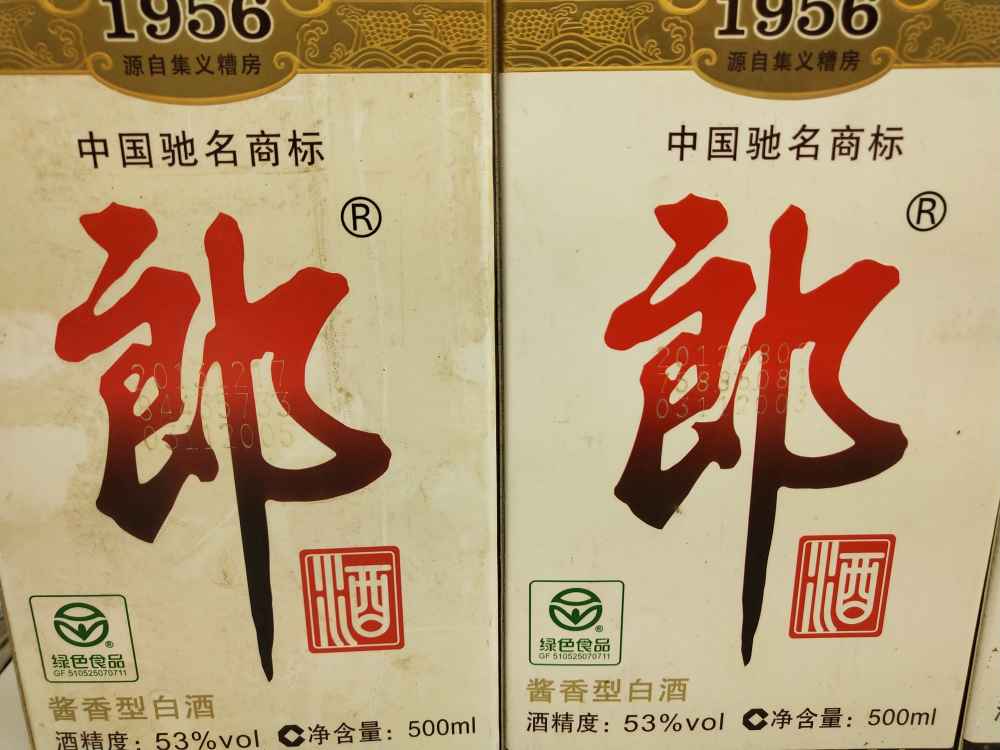 1956
源自集义糟房
中国驰名商标
郎
®
酒
绿色食品
®
GF 510525070711
酱香型白酒
酒精度：53%vol
净含量：500ml
1956
源自集义糟房
中国驰名商标
郎
®
酒
绿色食品
®
GF 510525070711
酱香型白酒
酒精度：53%vol
净含量：500ml